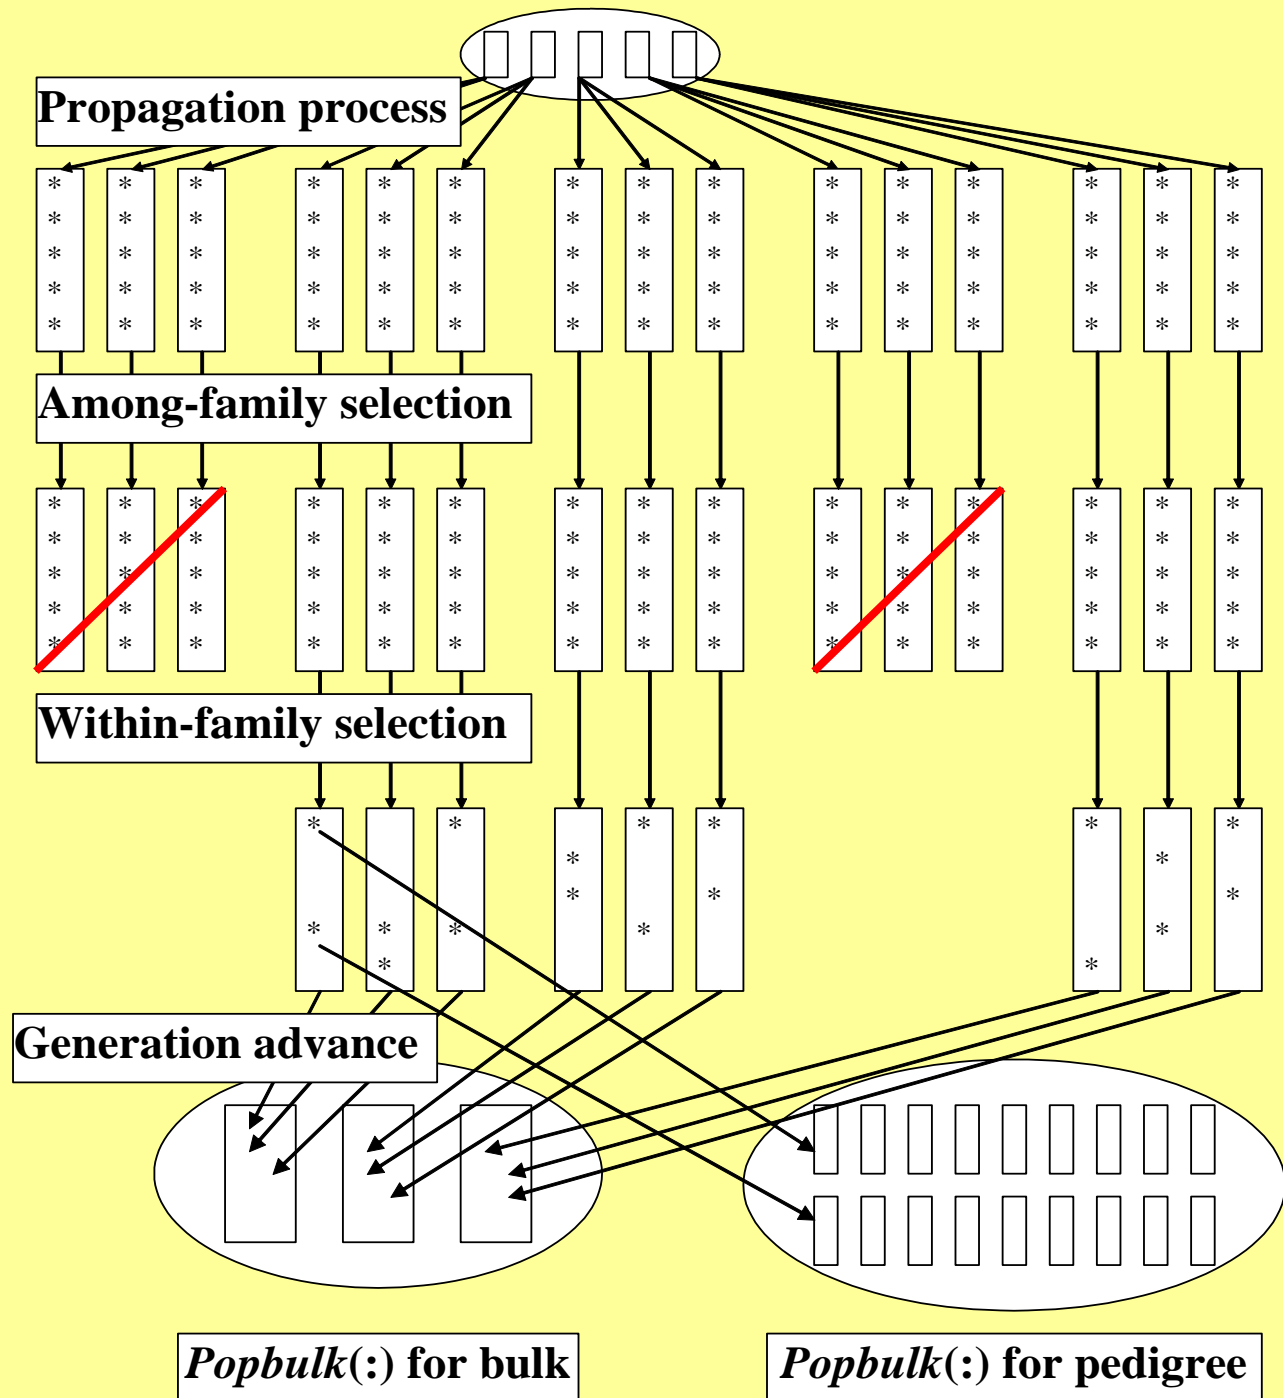 Propagation process
* * * * * * * * * * * * * * *
* * * * * * * * * * * * * * *
* * * * * * * * * * * * * * *
* * * * * * * * * * * * * * *
* * * * * * * * * * * * * * *
Among-family selection
* * * * * * * * * * * * * * *
* * * * * * * * * * * * * * *
* * * * * * * * * * * * * * *
* * * * * * * * * * * * * * *
* * * * * * * * * * * * * * *
Within-family selection
* * * * * *
* *
* * *
* * * * *
* *
Generation advance
Popbulk(:) for bulk
Popbulk(:) for pedigree